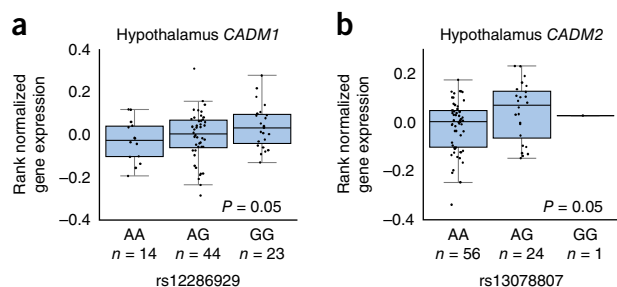 a
Hypothalamus CADM1
Rank normalized
gene expression
0.4
0.2
0.0
–0.2
–0.4
P = 0.05
AA AG GG
n = 14 n = 44 n = 23
rs12286929
b
Hypothalamus CADM2
Rank normalized
gene expression
0.2
0.0
–0.2
–0.4
P = 0.05
AA AG GG
n = 56 n = 24 n = 1
rs13078807